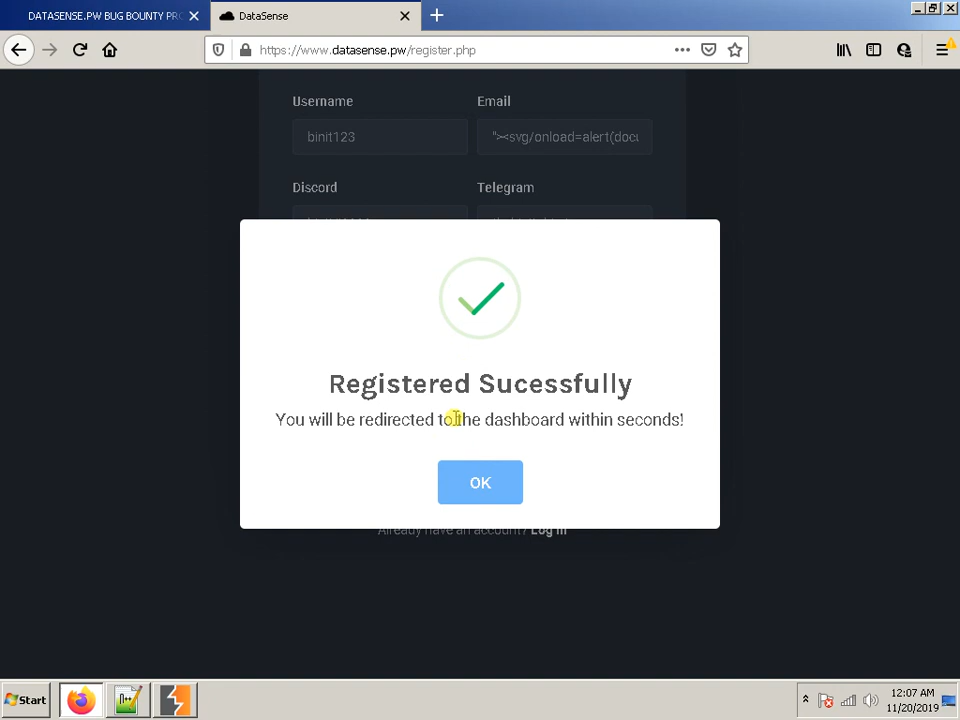 DATASENSE.PW BUG BOUNTY PRO
DataSense
https://www.datasense.pw/register.php
Username
Email
binit123
"><svg/onload=alert(docu
Discord
Telegram
Registered Sucessfully
You will be redirected to the dashboard within seconds!
OK
Already have an account? Log in
Start
12:07 AM
11/20/2019